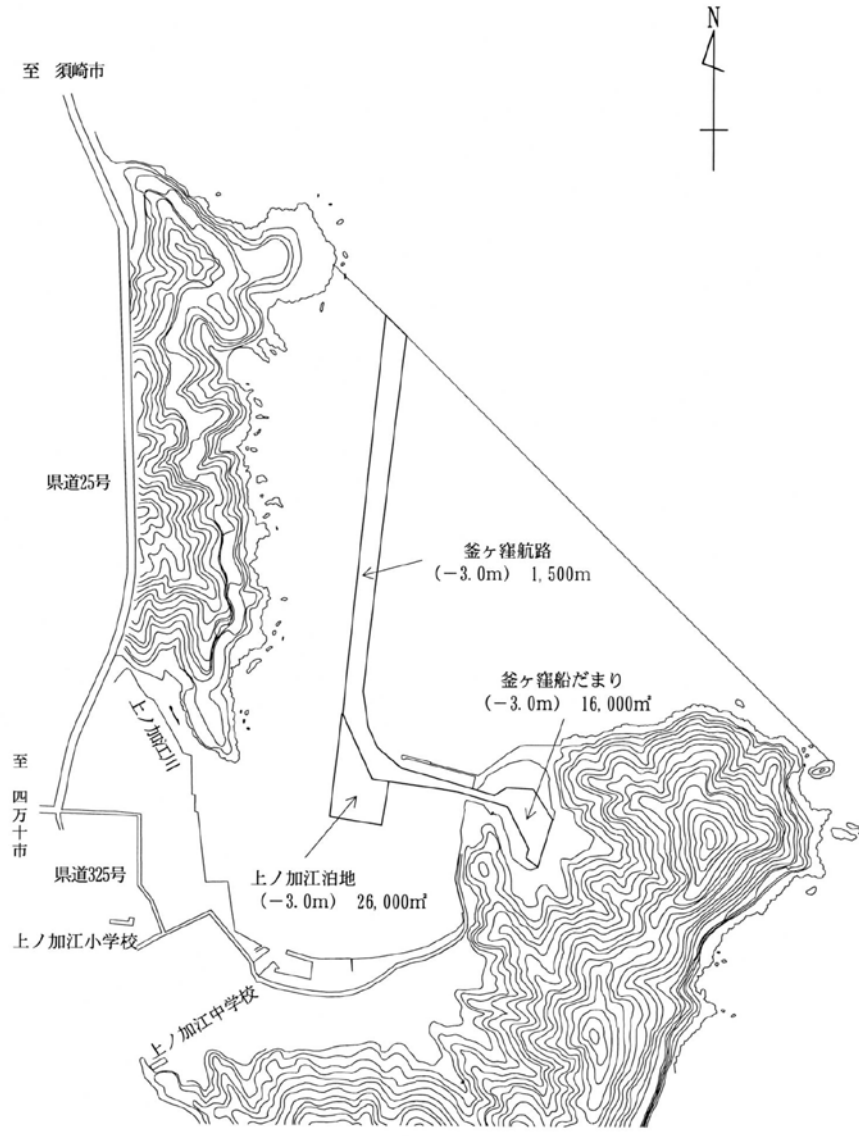 N
至 須崎市
県道25号
釜ヶ窪航路
(-3.0m) 1,500m
釜ヶ窪船だまり
(-3.0m) 16,000㎡
上ノ加江川
至 四万十市
上ノ加江泊地
(-3.0m) 26,000㎡
県道325号
上ノ加江小学校
上ノ加江中学校